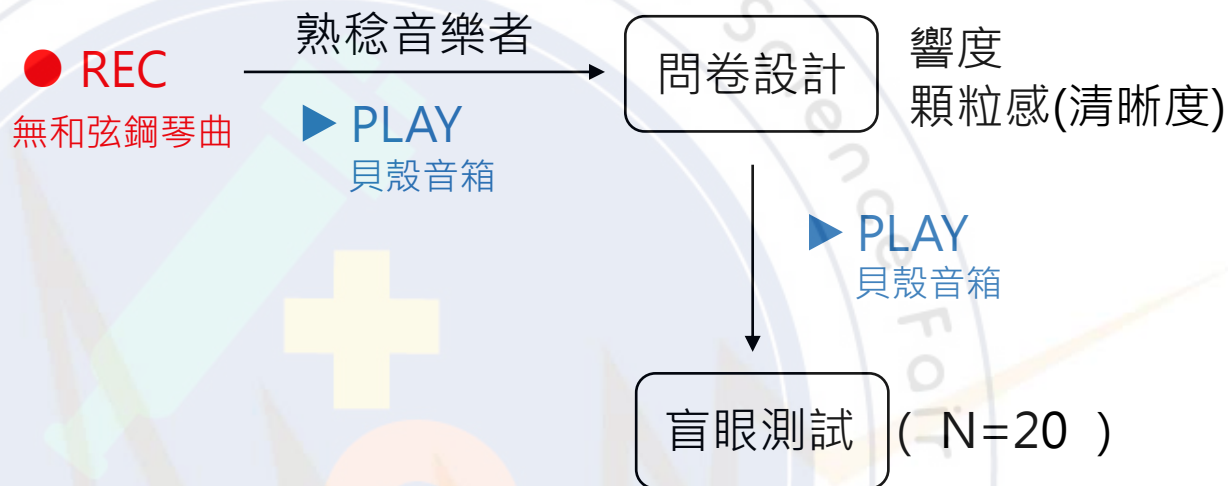 ● REC
無和弦鋼琴曲
熟稔音樂者
▶ PLAY
貝殼音箱
問卷設計
響度
顆粒感(清晰度)
▶ PLAY
貝殼音箱
盲眼測試 ( N=20 )
Science Fair